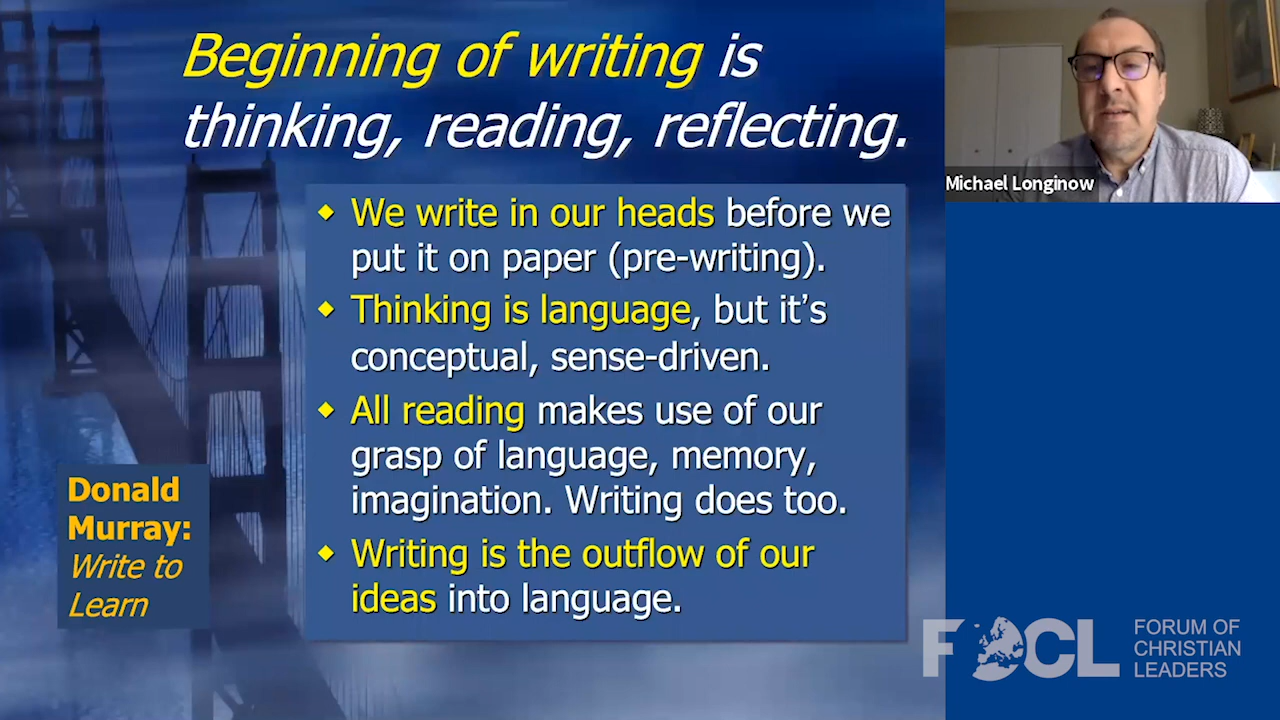 Beginning of writing is
thinking, reading, reflecting.
We write in our heads before we
put it on paper (pre-writing).
Thinking is language, but it’s
conceptual, sense-driven.
All reading makes use of our
grasp of language, memory,
imagination. Writing does too.
Writing is the outflow of our
ideas into language.
Donald
Murray:
Write to
Learn
Michael Longinow
FOCL
FORUM OF
CHRISTIAN
LEADERS